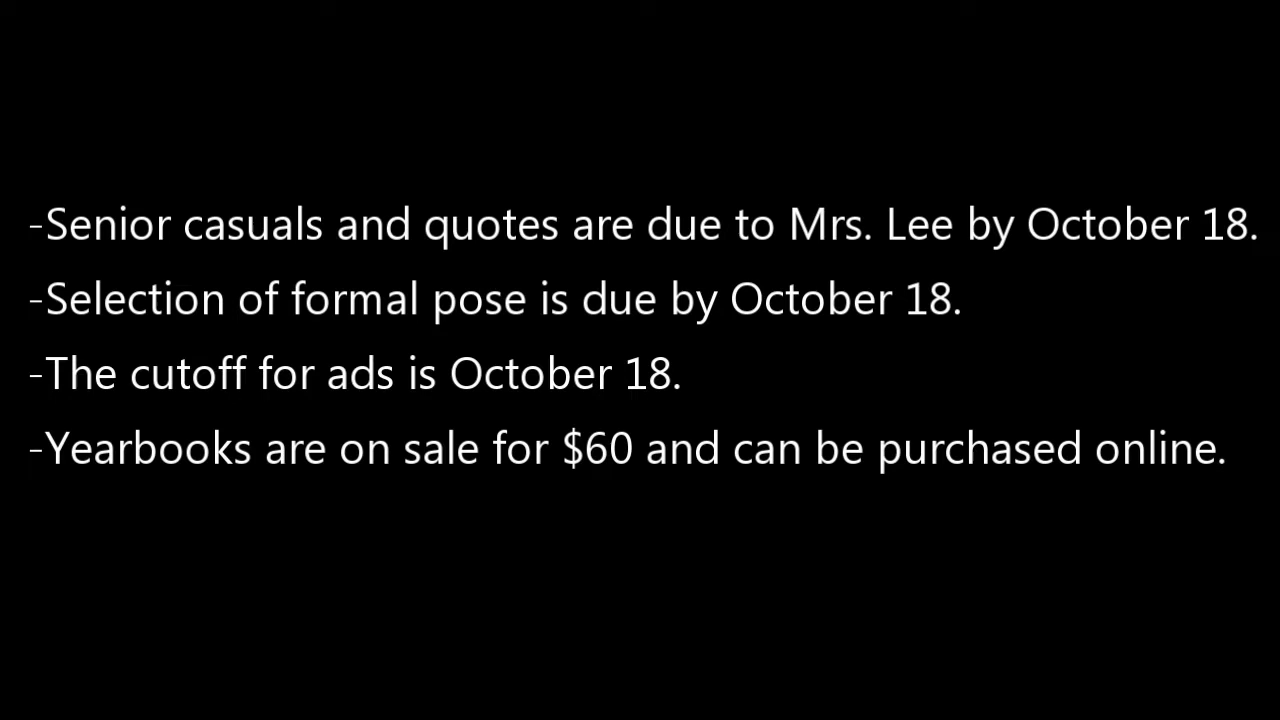 -Senior casuals and quotes are due to Mrs. Lee by October 18.
-Selection of formal pose is due by October 18.
-The cutoff for ads is October 18.
-Yearbooks are on sale for $60 and can be purchased online.